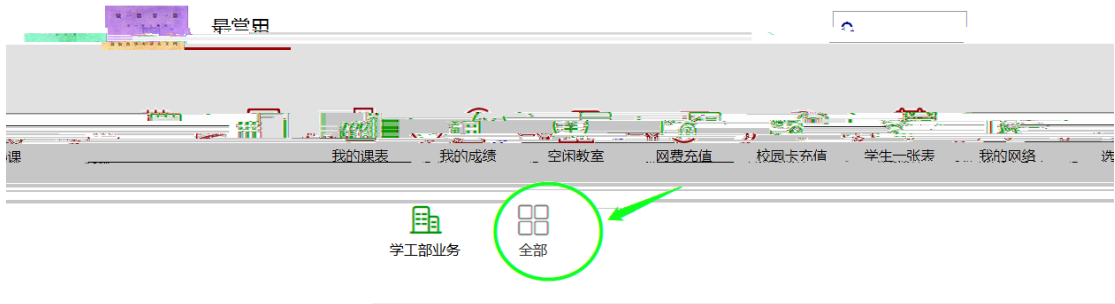 最常用
课 我的课表 我的成绩 空闲教室 网费充值 校园卡充值 学生一张表 我的网络 选
学工部业务 全部